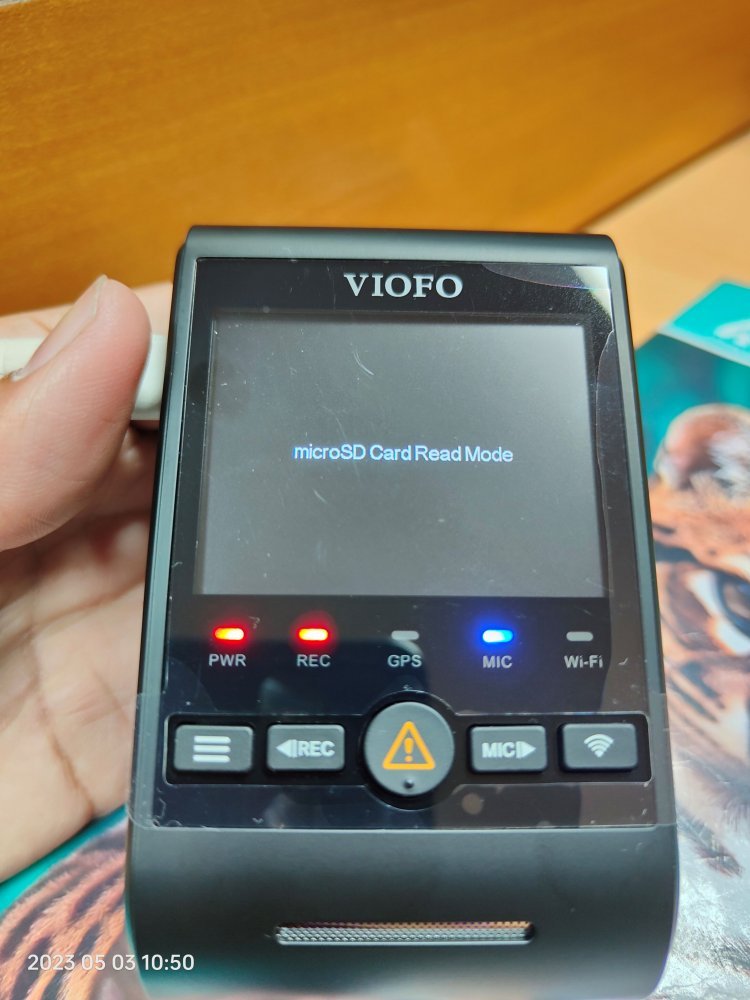 VIOFO
microSD Card Read Mode
PWR REC GPS MIC Wi-Fi
REC MIC
2023 05 03 10:50